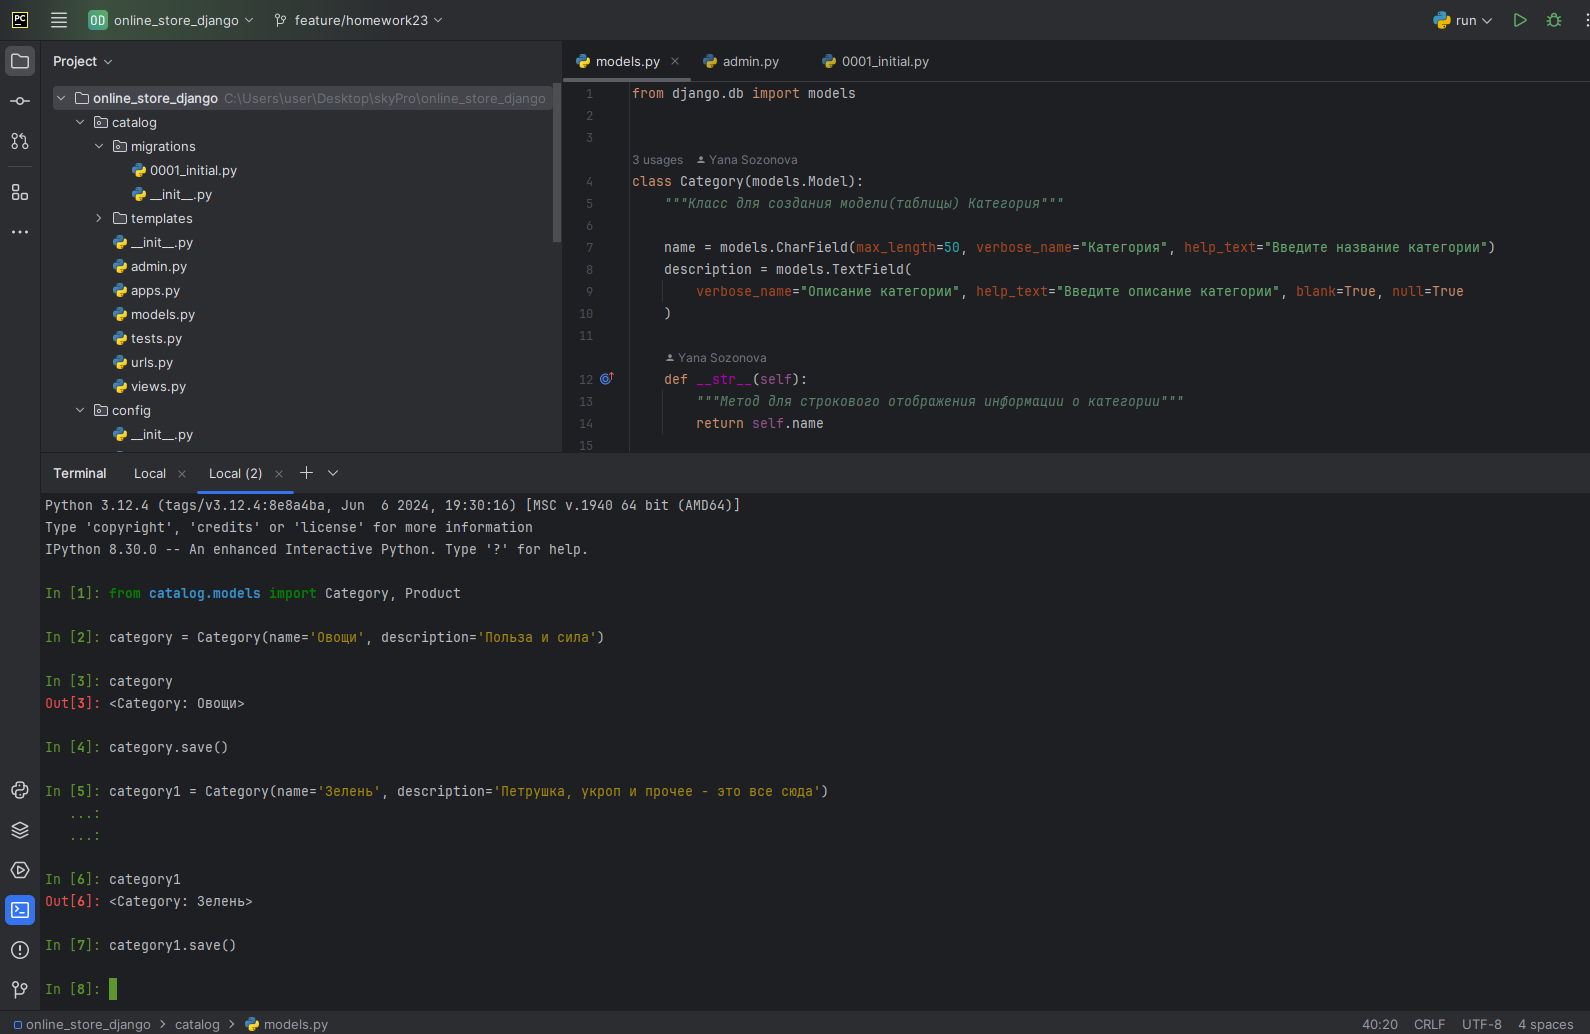 PC
OD online_store_django feature/homework23 run
Project
online_store_django C:\Users\user\Desktop\skyPro\online_store_django
catalog
migrations
0001_initial.py
__init__.py
templates
__init__.py
admin.py
apps.py
models.py
tests.py
urls.py
views.py
config
__init__.py
models.py admin.py 0001_initial.py
1 from django.db import models
2
3
3 usages Yana Sozonova
4 class Category(models.Model):
5 """Класс для создания модели(таблицы) Категория"""
6
7 name = models.CharField(max_length=50, verbose_name="Категория", help_text="Введите название категории")
8 description = models.TextField(
9 verbose_name="Описание категории", help_text="Введите описание категории", blank=True, null=True
10 )
11
Yana Sozonova
12 def __str__(self):
13 """Метод для строкового отображения информации о категории"""
14 return self.name
15
Terminal Local Local (2)
Python 3.12.4 (tags/v3.12.4:8e8a4ba, Jun  6 2024, 19:30:16) [MSC v.1940 64 bit (AMD64)]
Type 'copyright', 'credits' or 'license' for more information
IPython 8.30.0 -- An enhanced Interactive Python. Type '?' for help.
In [1]: from catalog.models import Category, Product
In [2]: category = Category(name='Овощи', description='Польза и сила')
In [3]: category
Out[3]: <Category: Овощи>
In [4]: category.save()
In [5]: category1 = Category(name='Зелень', description='Петрушка, укроп и прочее - это все сюда')
...:
...:
In [6]: category1
Out[6]: <Category: Зелень>
In [7]: category1.save()
In [8]:
online_store_django > catalog > models.py 40:20 CRLF UTF-8 4 spaces